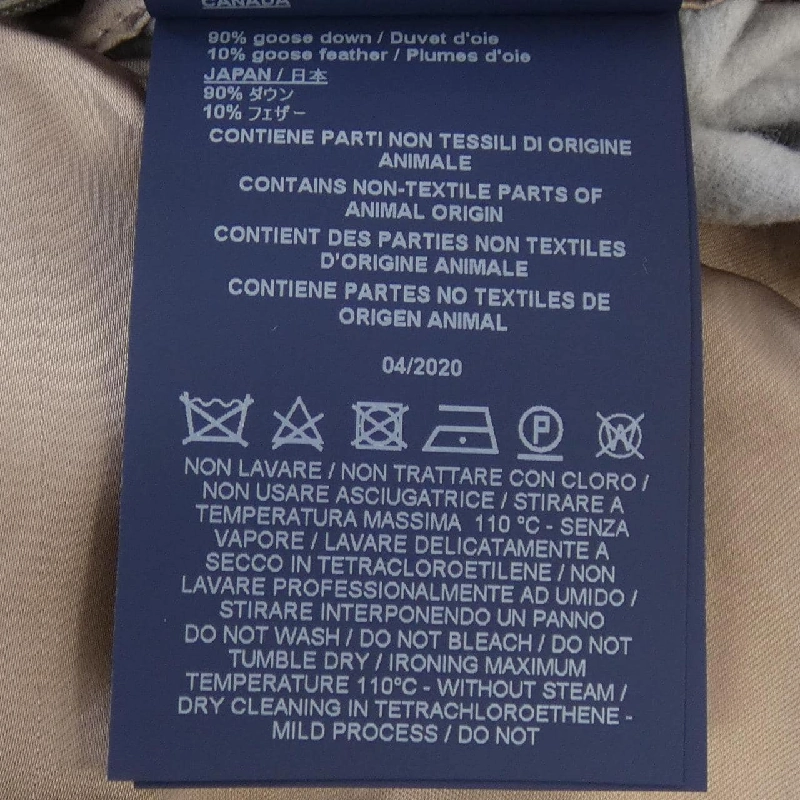 CANADA
90% goose down / Duvet d'oie
10% goose feather / Plumes d'oie
JAPAN / 日本
90% ダウン
10% フェザー
CONTIENE PARTI NON TESSILI DI ORIGINE
ANIMALE
CONTAINS NON-TEXTILE PARTS OF
ANIMAL ORIGIN
CONTIENT DES PARTIES NON TEXTILES
D'ORIGINE ANIMALE
CONTIENE PARTES NO TEXTILES DE
ORIGEN ANIMAL
04/2020
P W
NON LAVARE / NON TRATTARE CON CLORO /
NON USARE ASCIUGATRICE / STIRARE A
TEMPERATURA MASSIMA 110 °C - SENZA
VAPORE / LAVARE DELICATAMENTE A
SECCO IN TETRACLOROETILENE / NON
LAVARE PROFESSIONALMENTE AD UMIDO /
STIRARE INTERPONENDO UN PANNO
DO NOT WASH / DO NOT BLEACH / DO NOT
TUMBLE DRY / IRONING MAXIMUM
TEMPERATURE 110°C - WITHOUT STEAM /
DRY CLEANING IN TETRACHLOROETHENE -
MILD PROCESS / DO NOT